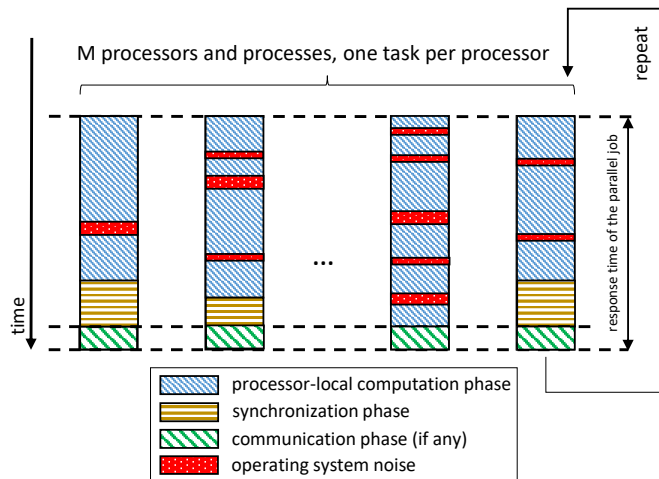 M processors and processes, one task per processor
repeat
time
...
response time of the parallel job
processor-local computation phase
synchronization phase
communication phase (if any)
operating system noise